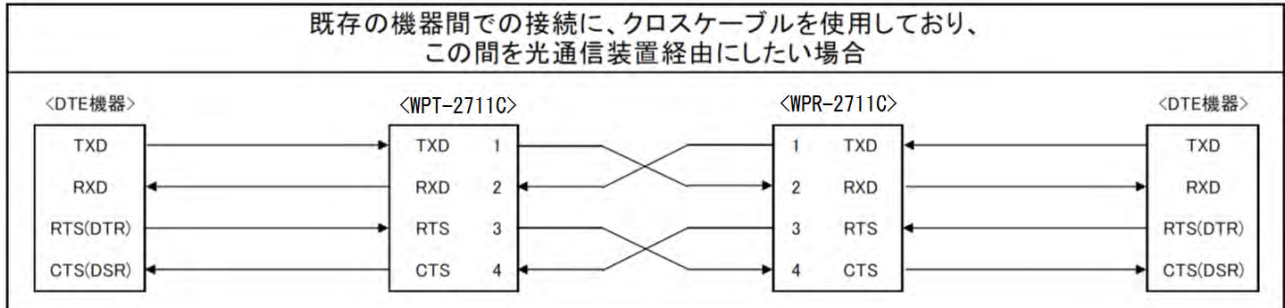 既存の機器間での接続に、クロスケーブルを使用しており、
この間を光通信装置経由にしたい場合
<DTE機器> <WPT-2711C> <WPR-2711C> <DTE機器>
TXD TXD 1 1 TXD TXD
RXD RXD 2 2 RXD RXD
RTS(DTR) RTS 3 3 RTS RTS(DTR)
CTS(DSR) CTS 4 4 CTS CTS(DSR)